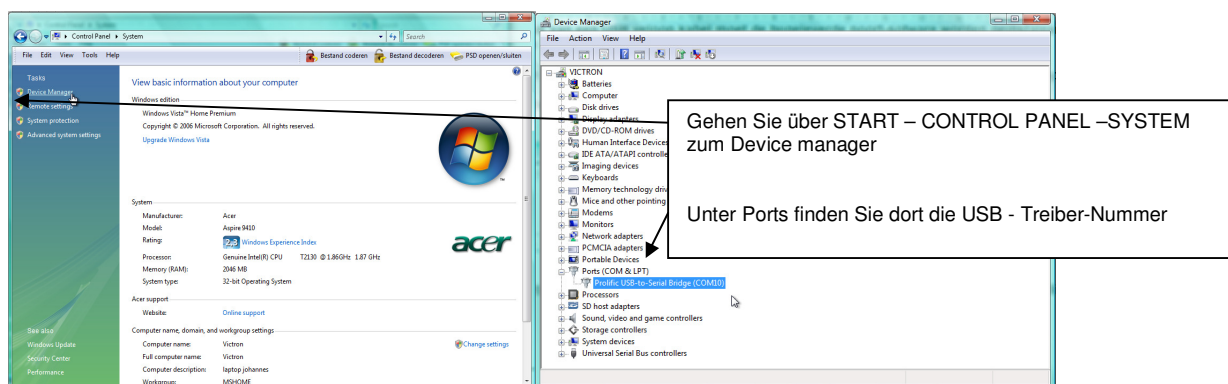 Control Panel ▸ System
Search
File Edit View Tools Help
Bestand coderen Bestand decoderen PSD openen/sluiten
Tasks
Device Manager
Remote settings
System protection
Advanced system settings
See also
Windows Update
Security Center
Performance
View basic information about your computer
Windows edition
Windows Vista™ Home Premium
Copyright © 2006 Microsoft Corporation. All rights reserved.
Upgrade Windows Vista
System
Manufacturer: Acer
Model: Aspire 9410
Rating: 2,3 Windows Experience Index
Processor: Genuine Intel(R) CPU T2130 @ 1.86GHz 1.87 GHz
Memory (RAM): 2046 MB
System type: 32-bit Operating System
acer
Acer support
Website: Online support
Computer name, domain, and workgroup settings
Computer name: Victron
Change settings
Full computer name: Victron
Computer description: laptop johannes
Workgroup: MSHOME
Device Manager
File Action View Help
VICTRON
Batteries
Computer
Disk drives
Display adapters
DVD/CD-ROM drives
Human Interface Devices
IDE ATA/ATAPI controlle
Imaging devices
Keyboards
Memory technology driv
Mice and other pointing
Modems
Monitors
Network adapters
PCMCIA adapters
Portable Devices
Ports (COM & LPT)
Prolific USB-to-Serial Bridge (COM10)
Processors
SD host adapters
Sound, video and game controllers
Storage controllers
System devices
Universal Serial Bus controllers
Gehen Sie über START – CONTROL PANEL –SYSTEM
zum Device manager
Unter Ports finden Sie dort die USB - Treiber-Nummer